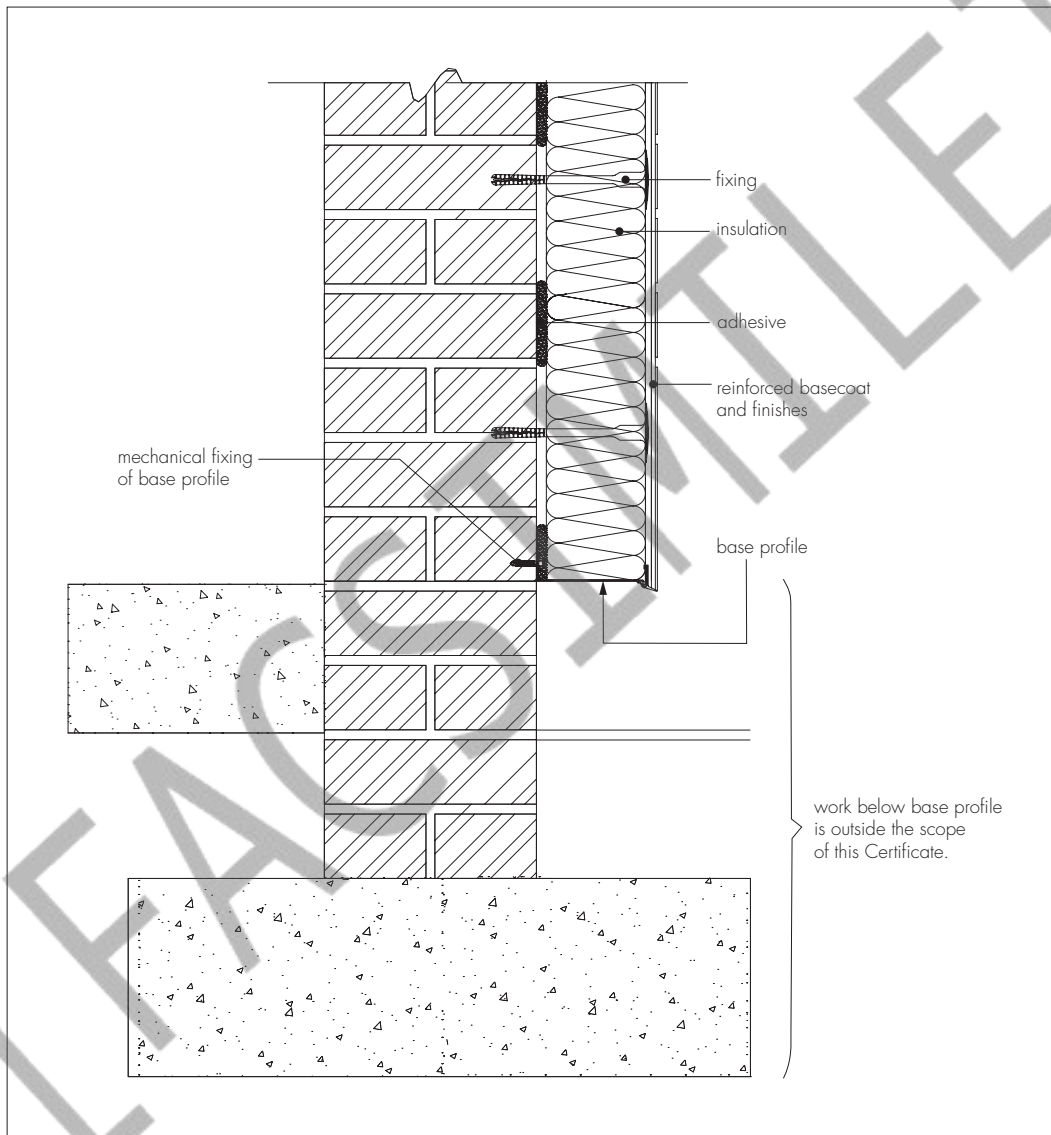 fixing
insulation
adhesive
reinforced basecoat
and finishes
mechanical fixing
of base profile
base profile
work below base profile
is outside the scope
of this Certificate.
FACSIMILE